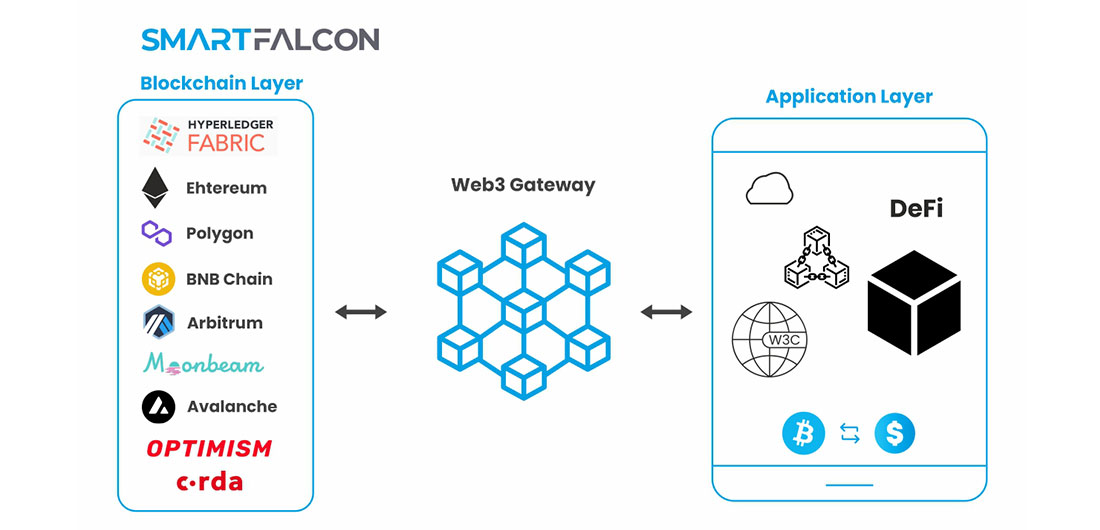 SMARTFALCON
Blockchain Layer
HYPERLEDGER
FABRIC
Ehtereum
Polygon
BNB Chain
Arbitrum
Moonbeam
Avalanche
OPTIMISM
c·rda
Web3 Gateway
Application Layer
DeFi
W3C